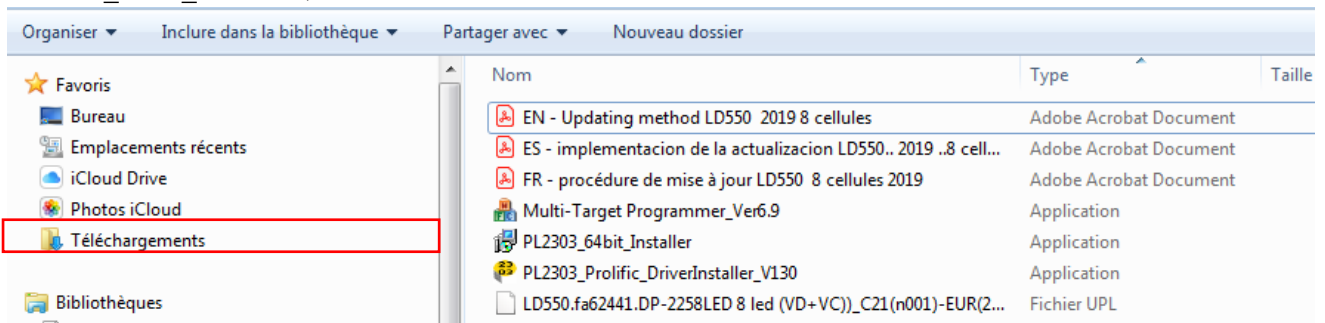 Organiser Inclure dans la bibliothèque Partager avec Nouveau dossier
Favoris
Bureau
Emplacements récents
iCloud Drive
Photos iCloud
Téléchargements
Bibliothèques
Nom Type Taille
EN - Updating method LD550 2019 8 cellules Adobe Acrobat Document
ES - implementacion de la actualizacion LD550.. 2019 ..8 cell... Adobe Acrobat Document
FR - procédure de mise à jour LD550 8 cellules 2019 Adobe Acrobat Document
Multi-Target Programmer_Ver6.9 Application
PL2303_64bit_Installer Application
PL2303_Prolific_DriverInstaller_V130 Application
LD550.fa62441.DP-2258LED 8 led (VD+VC))_C21(n001)-EUR(2... Fichier UPL